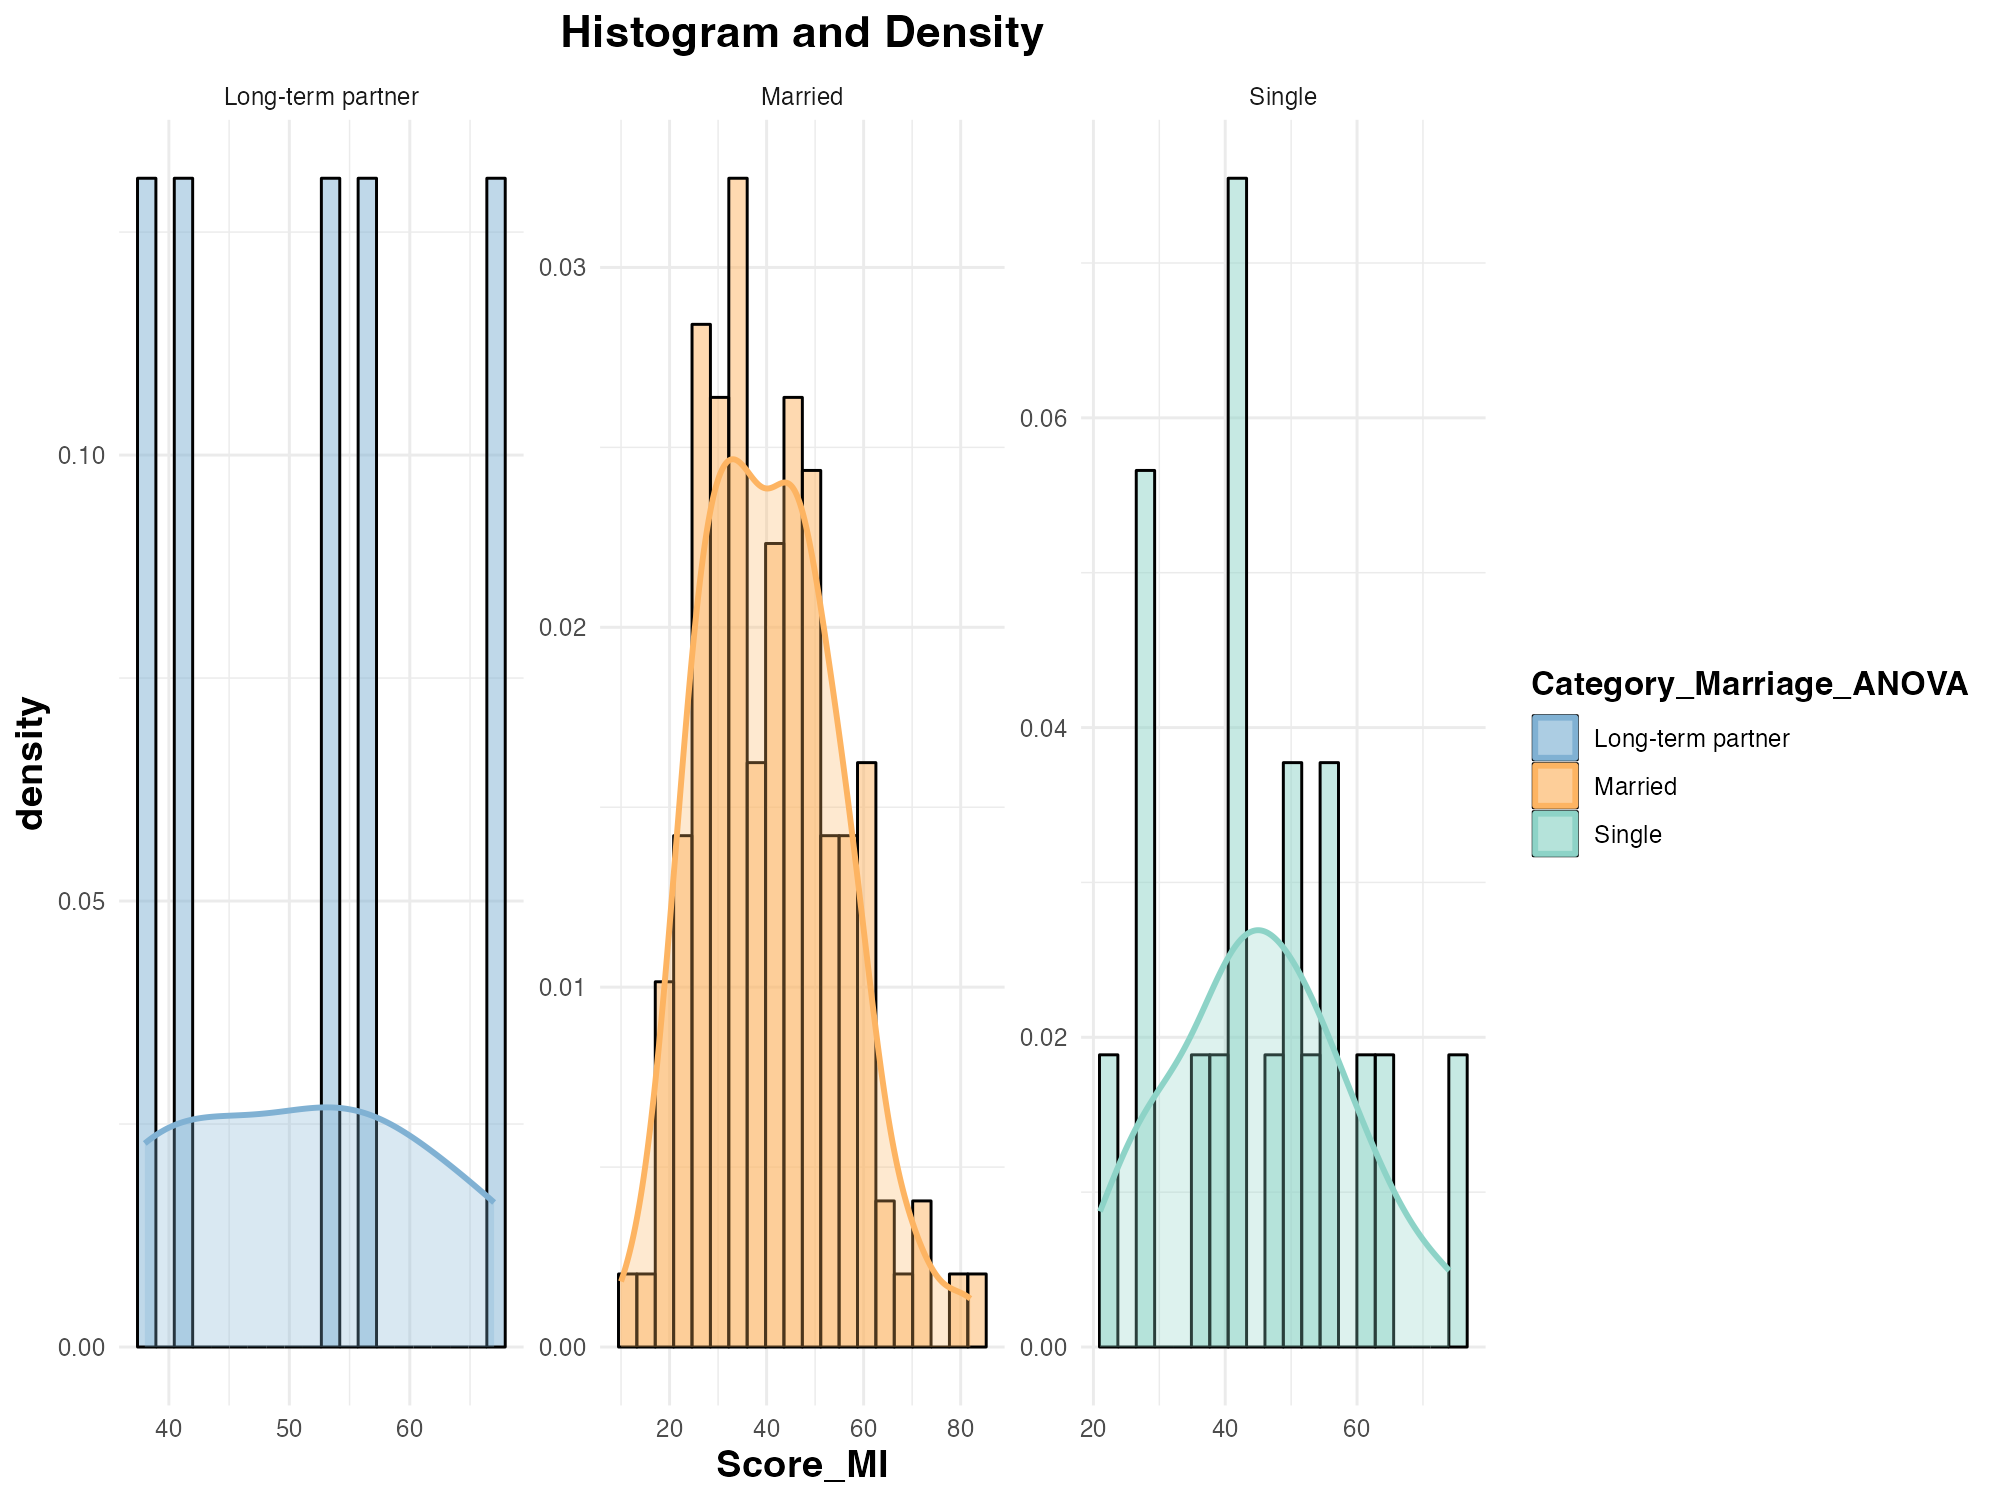 Histogram and Density
Long-term partner
Married
Single
density
0.10
0.05
0.00
0.03
0.02
0.01
0.00
0.06
0.04
0.02
0.00
40 50 60
20 40 60 80
20 40 60
Score_MI
Category_Marriage_ANOVA
Long-term partner
Married
Single